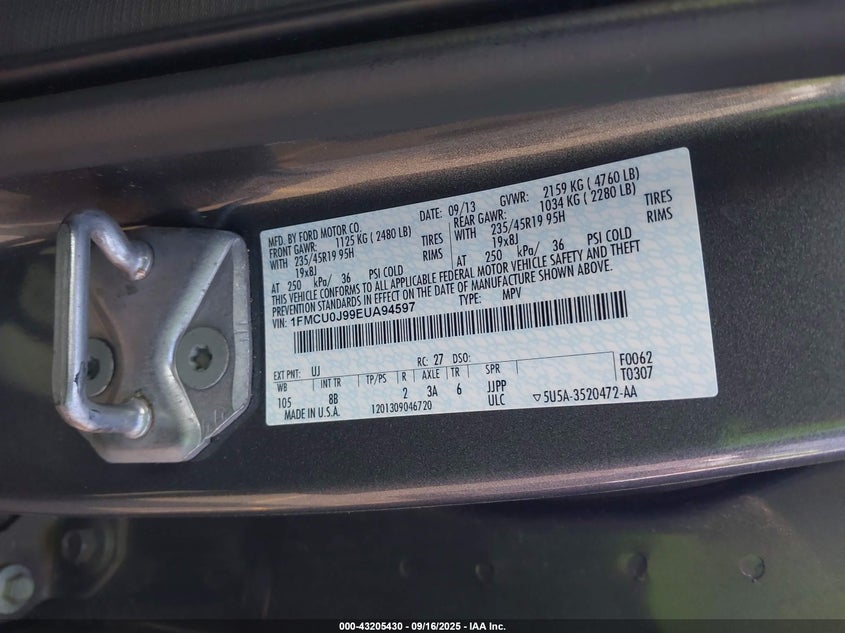 MFD. BY FORD MOTOR CO. DATE: 09/13 GVWR: 2159 KG ( 4760 LB)
FRONT GAWR: 1125 KG ( 2480 LB) REAR GAWR: 1034 KG ( 2280 LB)
WITH 235/45R19 95H TIRES WITH 235/45R19 95H TIRES
19x8J RIMS 19x8J RIMS
AT 250 kPa/ 36 PSI COLD AT 250 kPa/ 36 PSI COLD
THIS VEHICLE CONFORMS TO ALL APPLICABLE FEDERAL MOTOR VEHICLE SAFETY AND THEFT
PREVENTION STANDARDS IN EFFECT ON THE DATE OF MANUFACTURE SHOWN ABOVE.
VIN: 1FMCU0J99EUA94597 TYPE: MPV
EXT PNT: UJ RC: 27 DSO: F0062
WB INT TR TP/PS R AXLE TR SPR T0307
105 8B 2 3A 6 JJPP
MADE IN U.S.A. 1201309046720 ULC ▽5U5A-3520472-AA
000-43205430 - 09/16/2025 - IAA Inc.